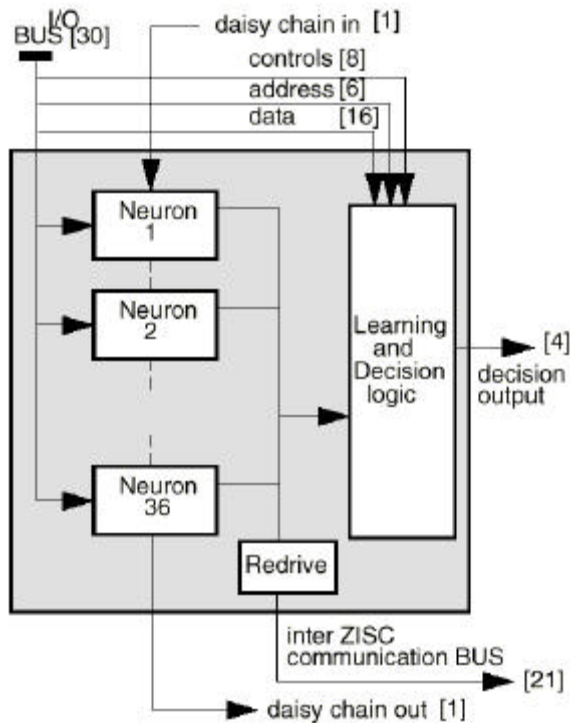 I/O
BUS [30]
daisy chain in [1]
controls [8]
address [6]
data [16]
Neuron
1
Neuron
2
Neuron
36
Learning
and
Decision
logic
[4]
decision
output
Redrive
inter ZISC
communication BUS
[21]
daisy chain out [1]